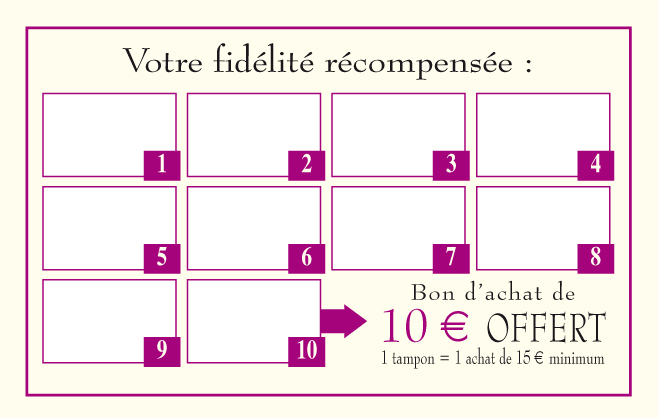 Votre fidélité récompensée :
1 2 3 4
5 6 7 8
9 10
Bon d'achat de
10 € OFFERT
1 tampon = 1 achat de 15 € minimum